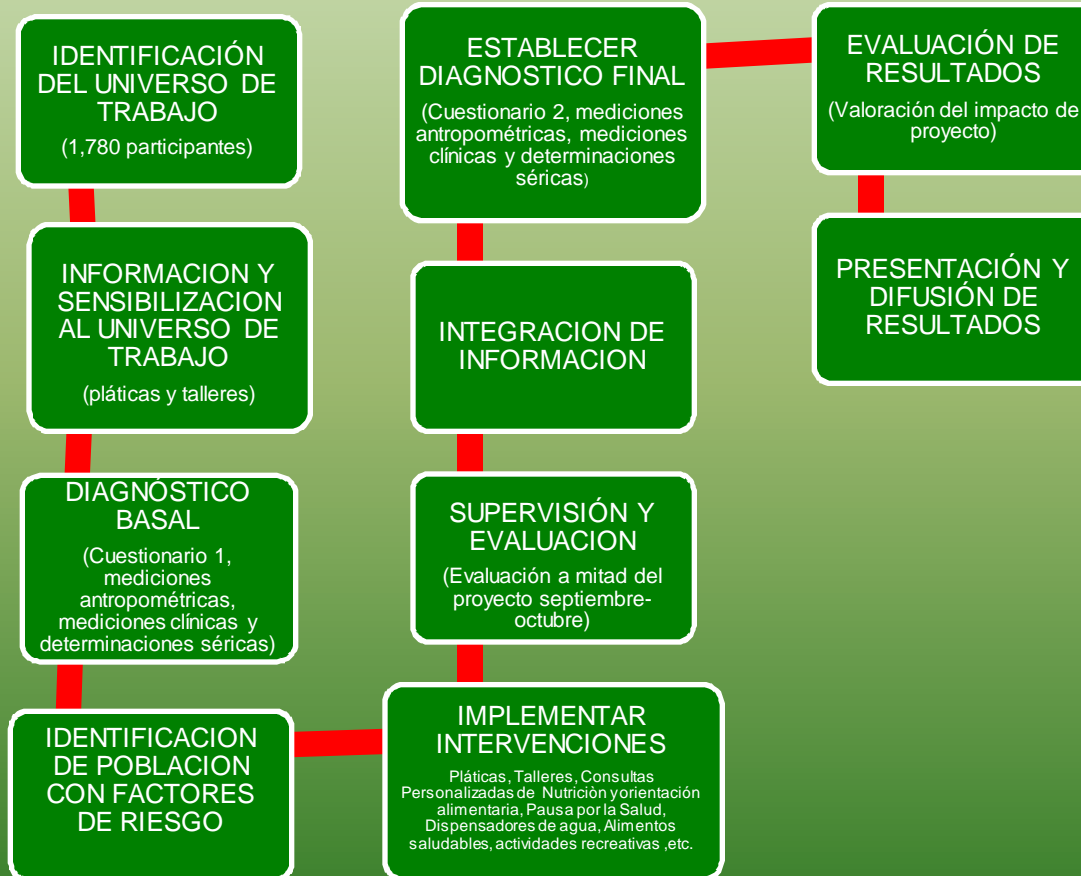 IDENTIFICACIÓN
DEL UNIVERSO DE
TRABAJO
(1,780 participantes)
INFORMACION Y
SENSIBILIZACION
AL UNIVERSO DE
TRABAJO
(pláticas y talleres)
DIAGNÓSTICO
BASAL
(Cuestionario 1,
mediciones
antropométricas,
mediciones clínicas y
determinaciones séricas)
IDENTIFICACION
DE POBLACION
CON FACTORES
DE RIESGO
IMPLEMENTAR
INTERVENCIONES
Pláticas, Talleres, Consultas
Personalizadas de Nutriciòn y orientación
alimentaria, Pausa por la Salud,
Dispensadores de agua, Alimentos
saludables, actividades recreativas ,etc.
SUPERVISIÓN Y
EVALUACION
(Evaluación a mitad del
proyecto septiembre-
octubre)
INTEGRACION DE
INFORMACION
ESTABLECER
DIAGNOSTICO FINAL
(Cuestionario 2, mediciones
antropométricas, mediciones
clínicas y determinaciones
séricas)
EVALUACIÓN DE
RESULTADOS
(Valoración del impacto de
proyecto)
PRESENTACIÓN Y
DIFUSIÓN DE
RESULTADOS